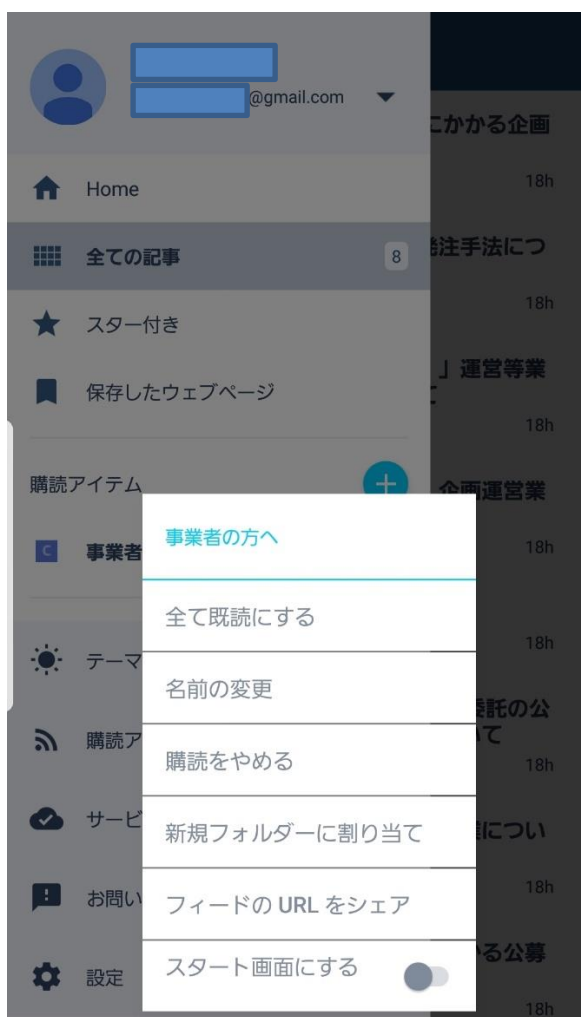 @gmail.com
にかかる企画
18h
Home
全ての記事
8
注手法につ
18h
スター付き
」運営等業
て
18h
保存したウェブページ
購読アイテム
企画運営業
18h
C
事業者
事業者の方へ
全て既読にする
18h
テーマ
名前の変更
委託の公
いて
18h
購読ア
購読をやめる
サービ
新規フォルダーに割り当て
につい
18h
お問い
フィードの URL をシェア
る公募
設定
スタート画面にする
18h